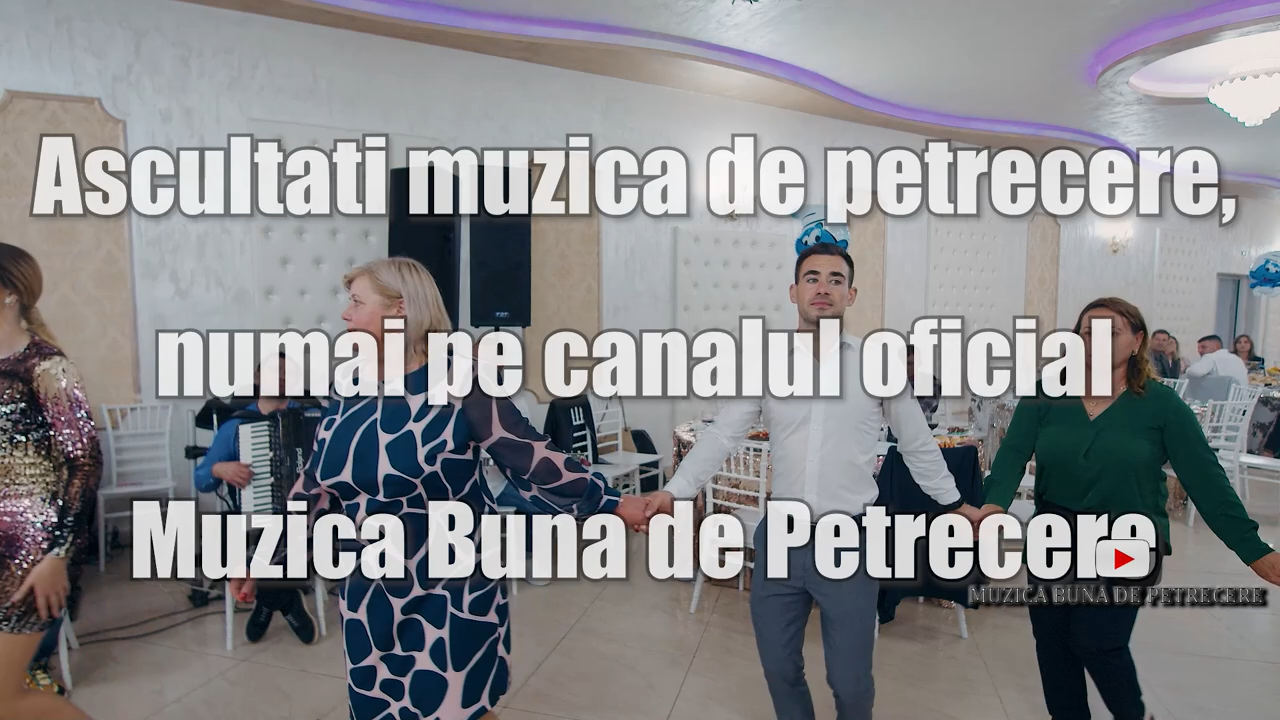 Ascultati muzica de petrecere,
numai pe canalul oficial
Muzica Buna de Petrecere
MUZICA BUNA DE PETRECERE